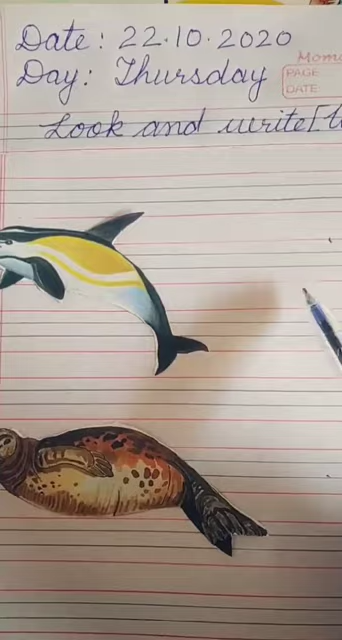 Date : 22.10.2020
Day : Thursday
PAGE
DATE
Look and write [